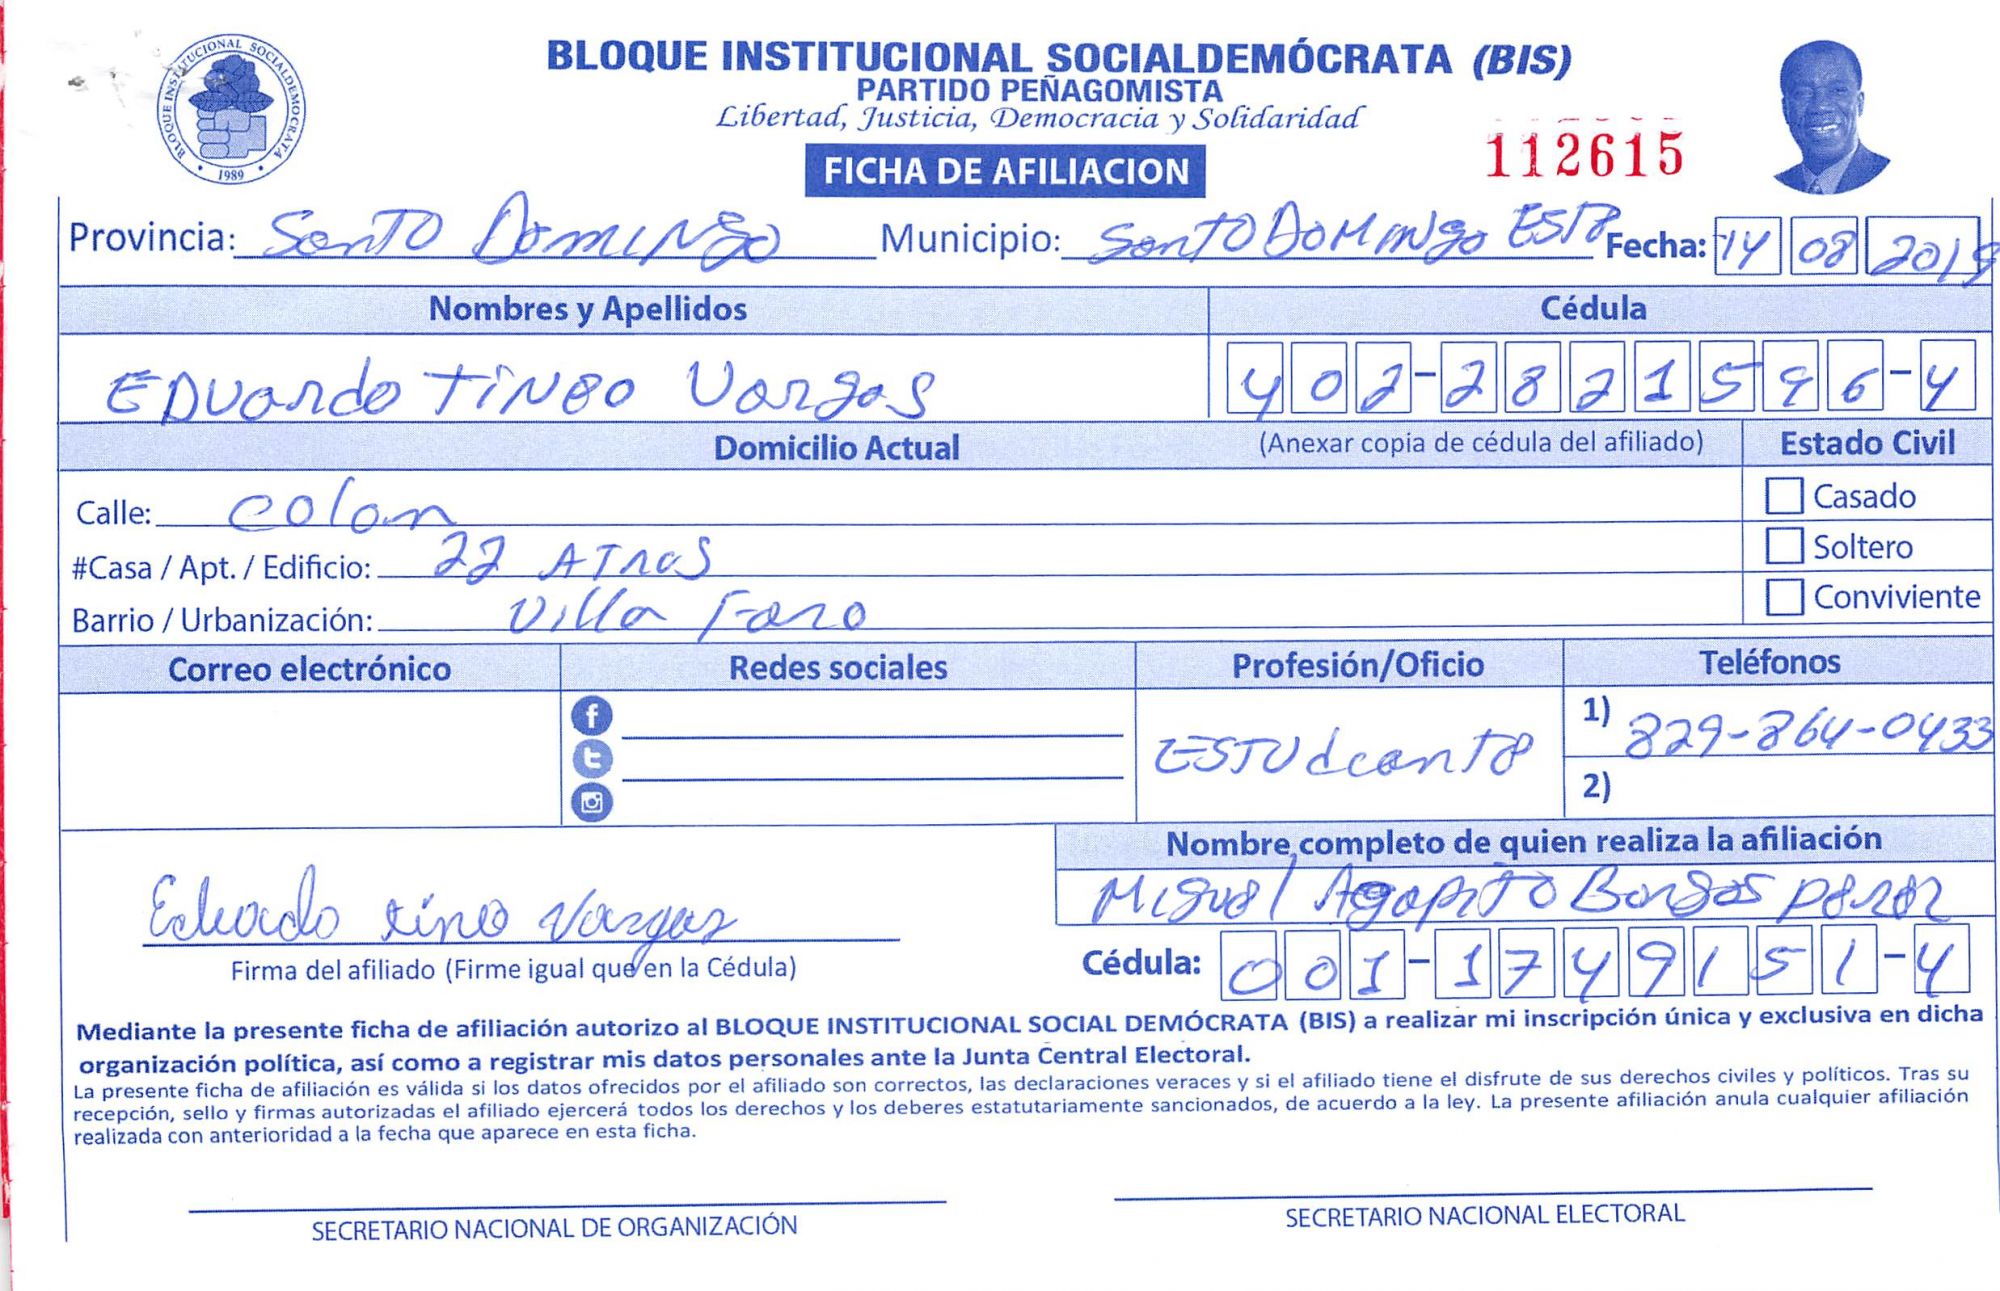 BLOQUE INSTITUCIONAL SOCIALDEMOCRATA
1989
BLOQUE INSTITUCIONAL SOCIALDEMÓCRATA (BIS)
PARTIDO PEÑAGOMISTA
Libertad, Justicia, Democracia y Solidaridad
112615
FICHA DE AFILIACION
Provincia: Santo Domingo Municipio: Santo Domingo Este Fecha: 14 08 2019
Nombres y Apellidos Cédula
Eduardo Tineo Vargas 402-2821596-4
Domicilio Actual (Anexar copia de cédula del afiliado) Estado Civil
Calle: Colon Casado
#Casa / Apt. / Edificio: 22 Atras Soltero
Barrio / Urbanización: Villa Faro Conviviente
Correo electrónico Redes sociales Profesión/Oficio Teléfonos
Estudiante 1) 829-864-0433
2)
Nombre completo de quien realiza la afiliación
Miguel Agapito Borgas Perez
Eduardo tineo Vargas
Firma del afiliado (Firme igual que en la Cédula) Cédula: 001-1749151-4
Mediante la presente ficha de afiliación autorizo al BLOQUE INSTITUCIONAL SOCIAL DEMÓCRATA (BIS) a realizar mi inscripción única y exclusiva en dicha
organización política, así como a registrar mis datos personales ante la Junta Central Electoral.
La presente ficha de afiliación es válida si los datos ofrecidos por el afiliado son correctos, las declaraciones veraces y si el afiliado tiene el disfrute de sus derechos civiles y políticos. Tras su
recepción, sello y firmas autorizadas el afiliado ejercerá todos los derechos y los deberes estatutariamente sancionados, de acuerdo a la ley. La presente afiliación anula cualquier afiliación
realizada con anterioridad a la fecha que aparece en esta ficha.
SECRETARIO NACIONAL DE ORGANIZACIÓN SECRETARIO NACIONAL ELECTORAL